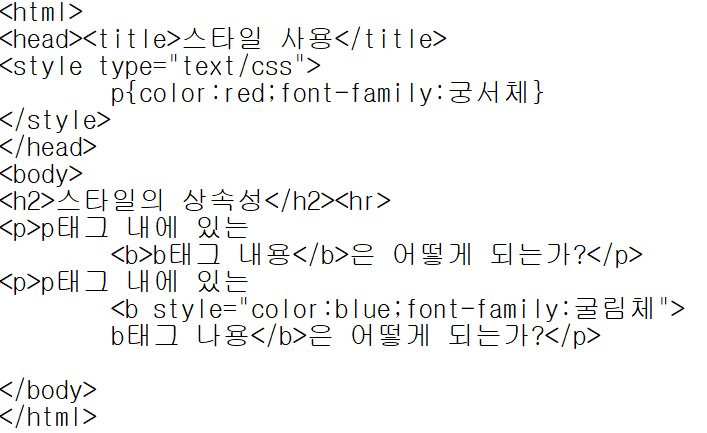 <html>
<head><title>스타일 사용</title>
<style type="text/css">
p{color:red;font-family:궁서체}
</style>
</head>
<body>
<h2>스타일의 상속성</h2><hr>
<p>p태그 내에 있는
<b>b태그 내용</b>은 어떻게 되는가?</p>
<p>p태그 내에 있는
<b style="color:blue;font-family:굴림체">
b태그 나용</b>은 어떻게 되는가?</p>
</body>
</html>